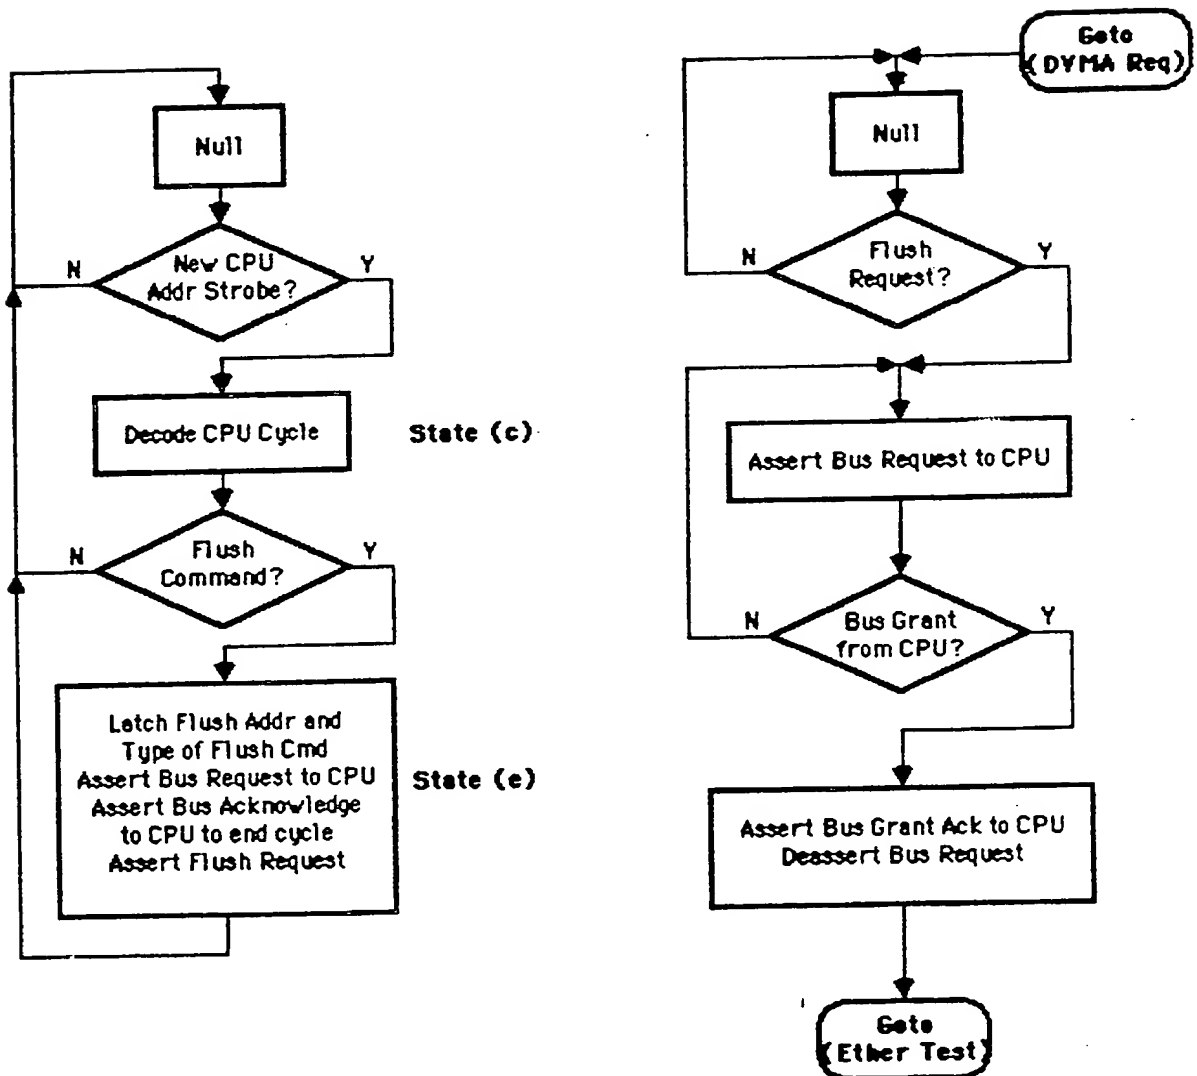 Null
New CPU
Addr Strobe?
N
Y
Decode CPU Cycle
State (c)
Flush
Command?
N
Y
Latch Flush Addr and
Type of Flush Cmd
Assert Bus Request to CPU
Assert Bus Acknowledge
to CPU to end cycle
Assert Flush Request
State (e)
Goto
(DVMA Req)
Null
Flush
Request?
N
Y
Assert Bus Request to CPU
Bus Grant
from CPU?
N
Y
Assert Bus Grant Ack to CPU
Deassert Bus Request
Goto
(Ether Test)